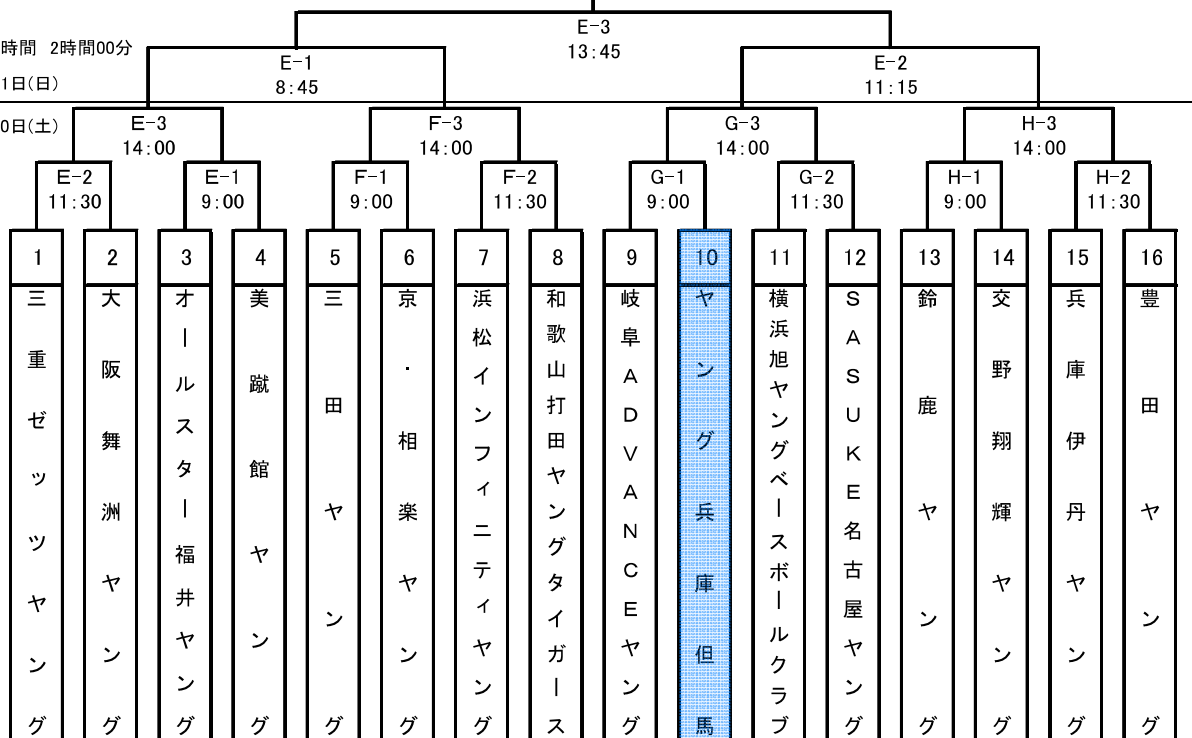 E-3
13:45
時間 2時間00分
E-1
8:45
E-2
11:15
1日(日)
0日(土)
E-3
14:00
F-3
14:00
G-3
14:00
H-3
14:00
E-2
11:30
E-1
9:00
F-1
9:00
F-2
11:30
G-1
9:00
G-2
11:30
H-1
9:00
H-2
11:30
1
三重ゼッツヤング
2
大阪舞洲ヤング
3
オールスター福井ヤング
4
美蹴館ヤング
5
三田ヤング
6
京・相楽ヤング
7
浜松インフィニティヤング
8
和歌山打田ヤングタイガース
9
岐阜ADVANCEヤング
10
ヤング兵庫但馬
11
横浜旭ヤングベースボールクラブ
12
SASUKE名古屋ヤング
13
鈴鹿ヤング
14
交野翔輝ヤング
15
兵庫伊丹ヤング
16
豊田ヤング